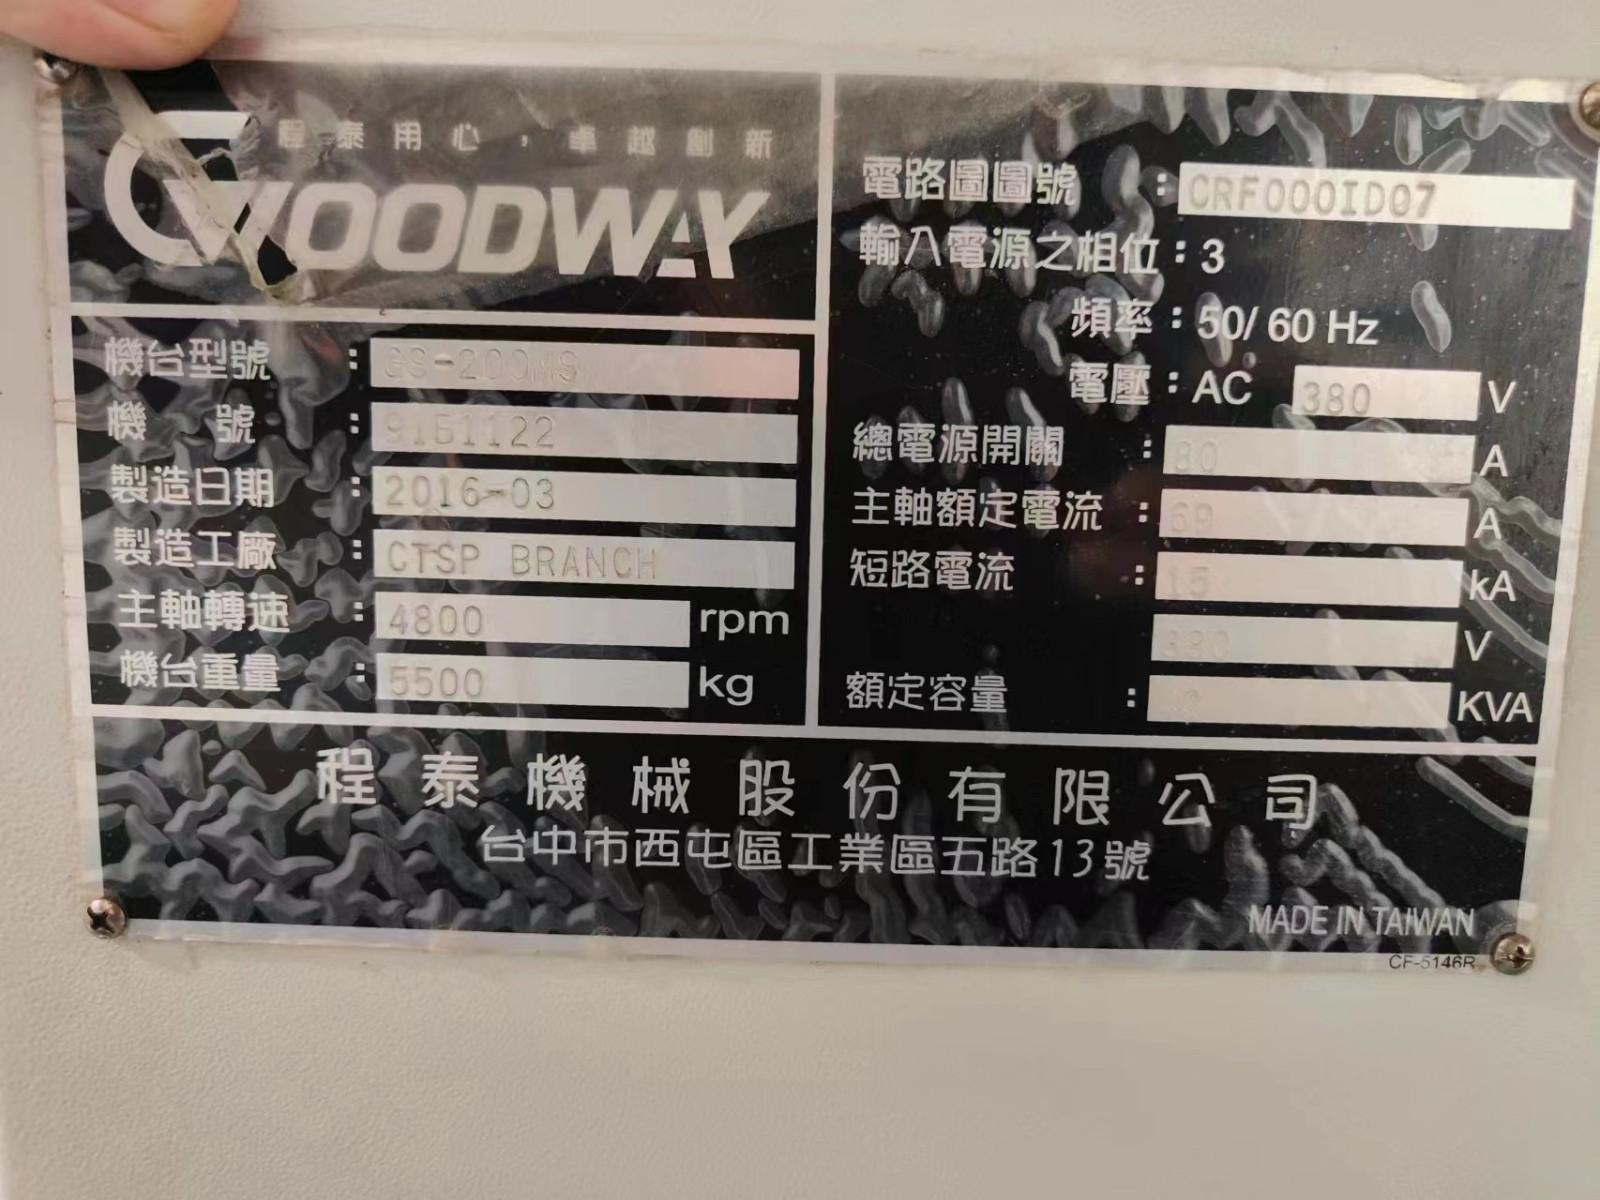 程泰用心，卓越創新
GOODWAY
機台型號：GS-200MS
機 號：91B1122
製造日期：2016-03
製造工廠：CTSP BRANCH
主軸轉速：4800 rpm
機台重量：5500 kg
電路圖圖號：CRF000ID07
輸入電源之相位：3
頻率：50/ 60 Hz
電壓：AC 380 V
總電源開關：80 A
主軸額定電流：69 A
短路電流：15 kA
V
額定容量： KVA
程泰機械股份有限公司
台中市西屯區工業區五路13號
MADE IN TAIWAN
CF-5146R